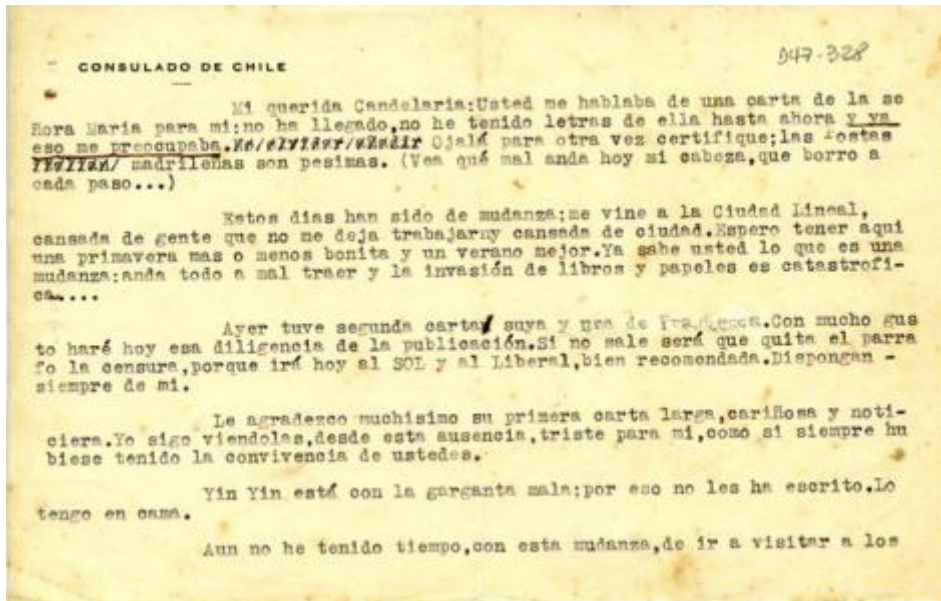 CONSULADO DE CHILE
D47-328
Mi querida Candelaria:Usted me hablaba de una carta de la se
ñora Maria para mi:no ha llegado,no he tenido letras de ella hasta ahora y ya
eso me preocupaba. Ojalá para otra vez certifique;las Postas
madrileñas son pesimas. (Vea qué mal anda hoy mi cabeza,que borro a
cada paso...)
Estos dias han sido de mudanza;me vine a la Ciudad Lineal,
cansada de gente que no me deja trabajarny cansada de ciudad.Espero tener aqui
una primavera mas o menos bonita y un verano mejor.Ya sabe usted lo que es una
mudanza:anda todo a mal traer y la invasión de libros y papeles es catastrofi-
ca....
Ayer tuve segunda carta suya y una de .Con mucho gus
to haré hoy esa diligencia de la publicación.Si no sale será que quita el parra
fo la censura,porque irá hoy al SOL y al Liberal,bien recomendada.Dispongan -
siempre de mi.
Le agradezco muchisimo su primera carta larga,cariñosa y noti-
ciera.Yo sigo viendolas,desde esta ausencia,triste para mi,como si siempre hu
biese tenido la convivencia de ustedes.
Yin Yin está con la garganta mala;por eso no les ha escrito.Lo
tengo en cama.
Aun no he tenido tiempo,con esta mudanza,de ir a visitar a los